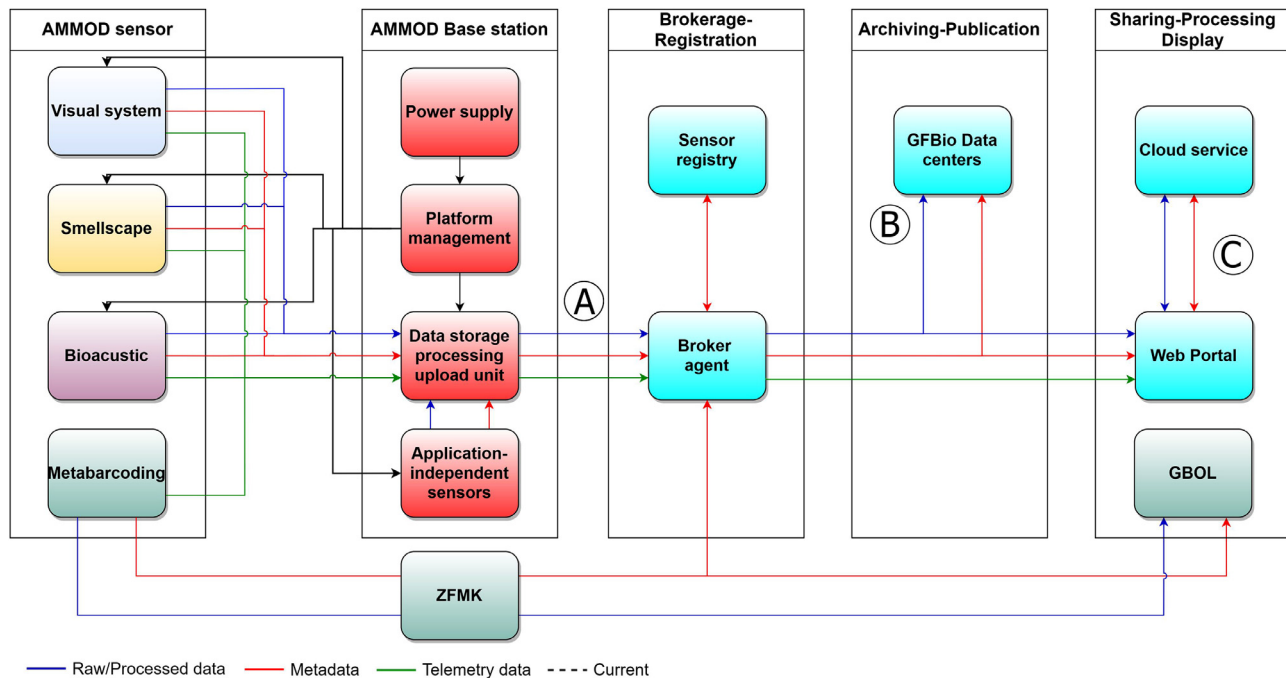 AMMOD sensor
AMMOD Base station
Brokerage-
Registration
Archiving-Publication
Sharing-Processing
Display
Visual system
Power supply
Sensor
registry
GFBio Data
centers
Cloud service
Smellscape
Platform
management
B
C
A
Bioacustic
Data storage
processing
upload unit
Broker
agent
Web Portal
Metabarcoding
Application-
independent
sensors
GBOL
ZFMK
Raw/Processed data
Metadata
Telemetry data
Current